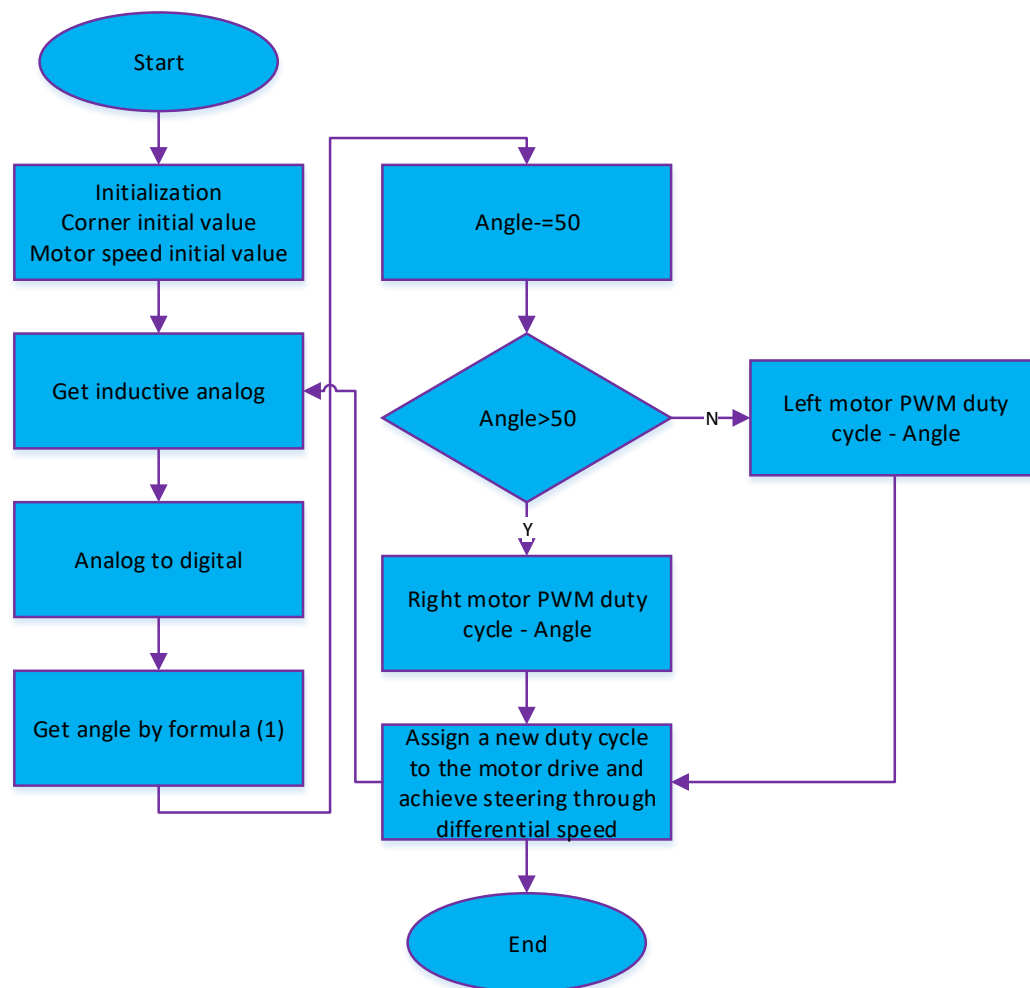 Start
Initialization
Corner initial value
Motor speed initial value
Get inductive analog
Analog to digital
Get angle by formula (1)
Angle-=50
Angle>50
N
Left motor PWM duty
cycle - Angle
Y
Right motor PWM duty
cycle - Angle
Assign a new duty cycle
to the motor drive and
achieve steering through
differential speed
End